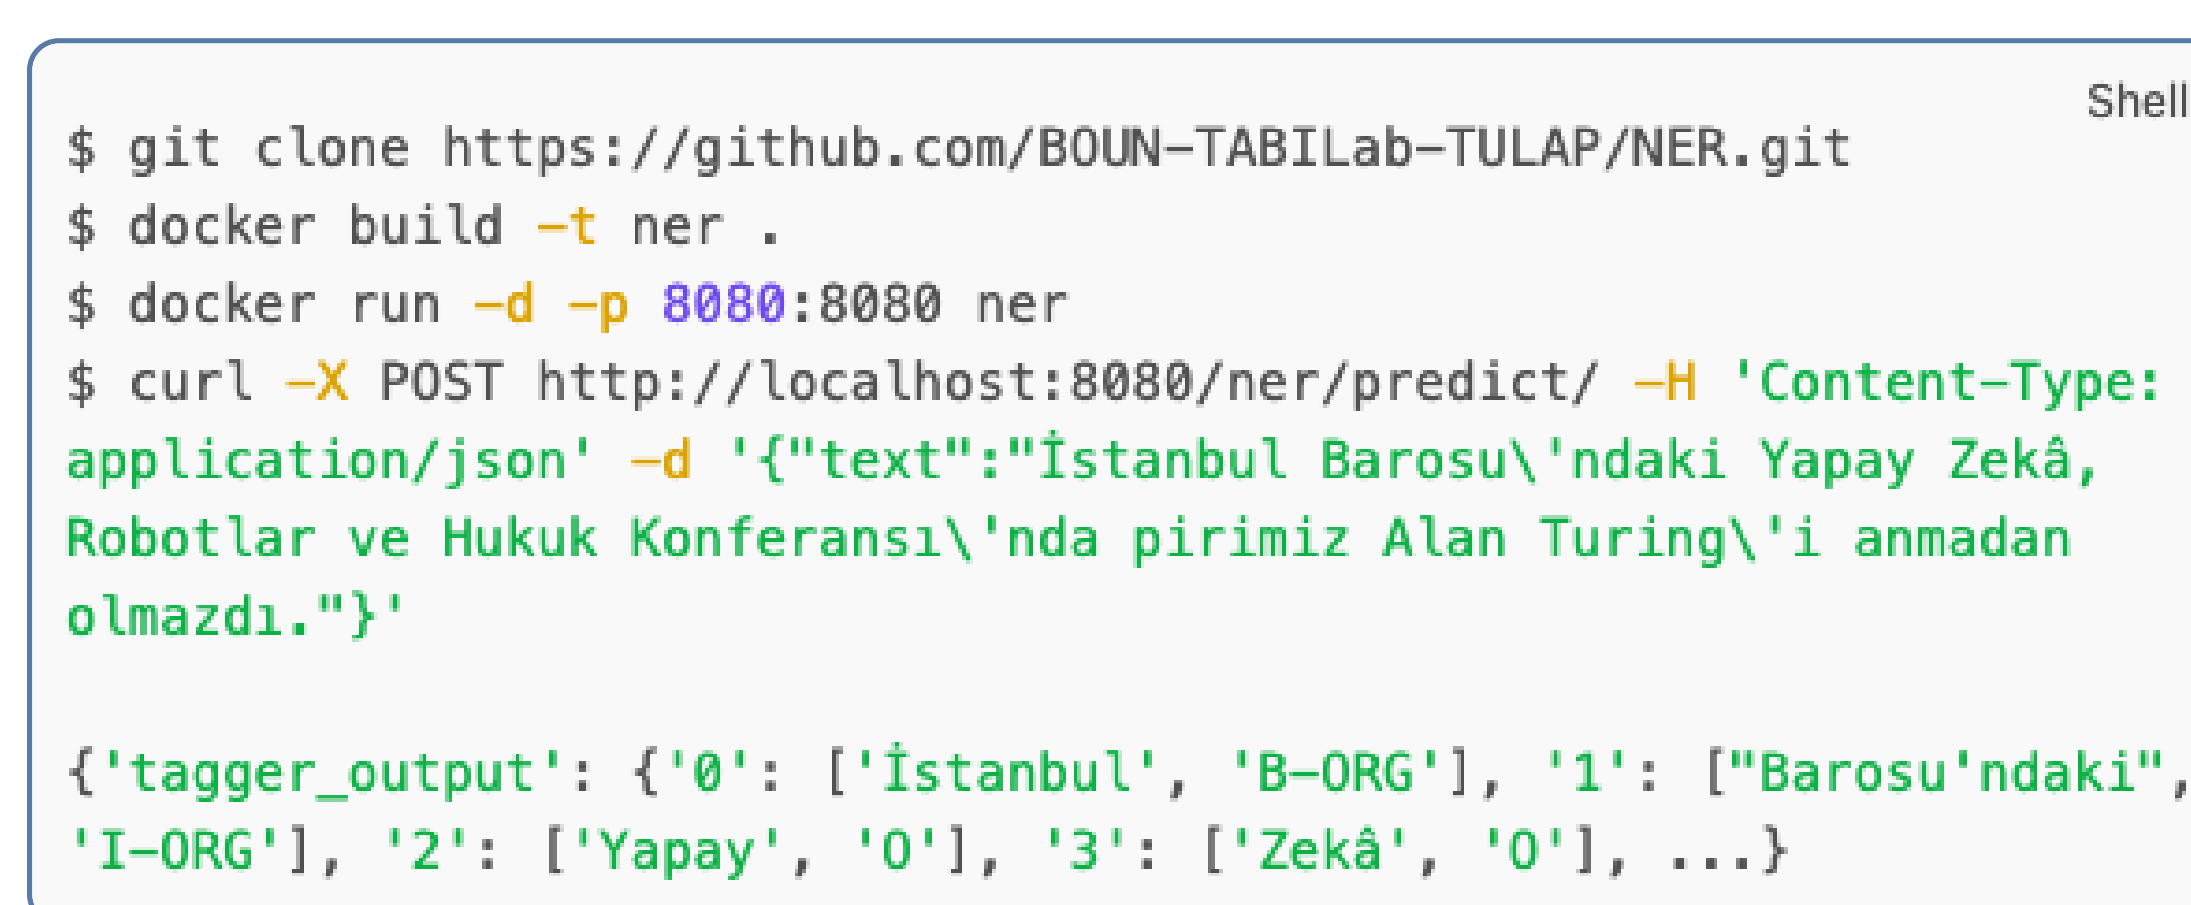 Shell
$ git clone https://github.com/BOUN-TABILab-TULAP/NER.git
$ docker build -t ner .
$ docker run -d -p 8080:8080 ner
$ curl -X POST http://localhost:8080/ner/predict/ -H 'Content-Type:
application/json' -d '{"text":"İstanbul Barosu\'ndaki Yapay Zekâ,
Robotlar ve Hukuk Konferansı\'nda pirimiz Alan Turing\'i anmadan
olmazdı."}'
{'tagger_output': {'0': ['İstanbul', 'B-ORG'], '1': ["Barosu'ndaki",
'I-ORG'], '2': ['Yapay', 'O'], '3': ['Zekâ', 'O'], ...}